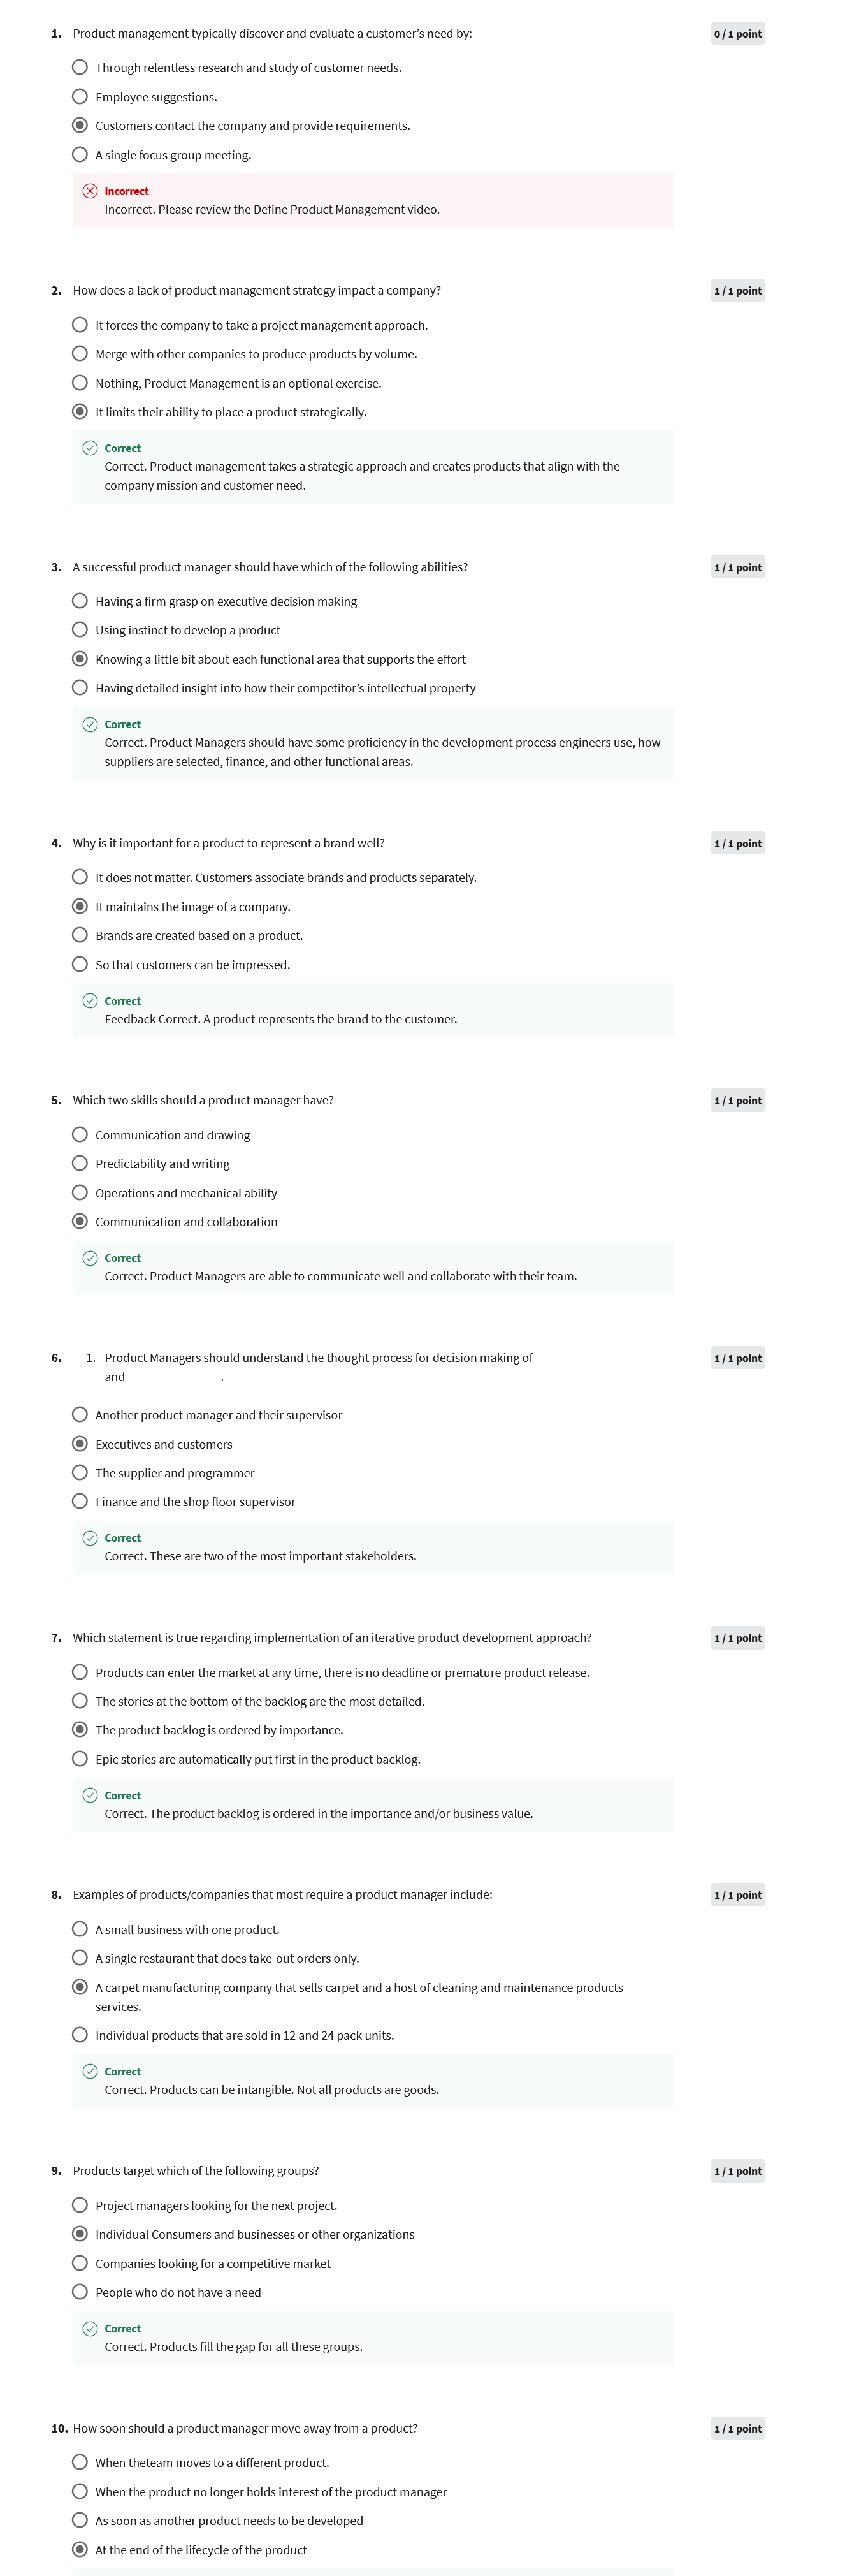 1. Product management typically discover and evaluate a customer’s need by:
0 / 1 point
Through relentless research and study of customer needs.
Employee suggestions.
Customers contact the company and provide requirements.
A single focus group meeting.
Incorrect
Incorrect. Please review the Define Product Management video.
2. How does a lack of product management strategy impact a company?
1 / 1 point
It forces the company to take a project management approach.
Merge with other companies to produce products by volume.
Nothing, Product Management is an optional exercise.
It limits their ability to place a product strategically.
Correct
Correct. Product management takes a strategic approach and creates products that align with the
company mission and customer need.
3. A successful product manager should have which of the following abilities?
1 / 1 point
Having a firm grasp on executive decision making
Using instinct to develop a product
Knowing a little bit about each functional area that supports the effort
Having detailed insight into how their competitor’s intellectual property
Correct
Correct. Product Managers should have some proficiency in the development process engineers use, how
suppliers are selected, finance, and other functional areas.
4. Why is it important for a product to represent a brand well?
1 / 1 point
It does not matter. Customers associate brands and products separately.
It maintains the image of a company.
Brands are created based on a product.
So that customers can be impressed.
Correct
Feedback Correct. A product represents the brand to the customer.
5. Which two skills should a product manager have?
1 / 1 point
Communication and drawing
Predictability and writing
Operations and mechanical ability
Communication and collaboration
Correct
Correct. Product Managers are able to communicate well and collaborate with their team.
6. 1. Product Managers should understand the thought process for decision making of ______________
1 / 1 point
and_______________.
Another product manager and their supervisor
Executives and customers
The supplier and programmer
Finance and the shop floor supervisor
Correct
Correct. These are two of the most important stakeholders.
7. Which statement is true regarding implementation of an iterative product development approach?
1 / 1 point
Products can enter the market at any time, there is no deadline or premature product release.
The stories at the bottom of the backlog are the most detailed.
The product backlog is ordered by importance.
Epic stories are automatically put first in the product backlog.
Correct
Correct. The product backlog is ordered in the importance and/or business value.
8. Examples of products/companies that most require a product manager include:
1 / 1 point
A small business with one product.
A single restaurant that does take-out orders only.
A carpet manufacturing company that sells carpet and a host of cleaning and maintenance products
services.
Individual products that are sold in 12 and 24 pack units.
Correct
Correct. Products can be intangible. Not all products are goods.
9. Products target which of the following groups?
1 / 1 point
Project managers looking for the next project.
Individual Consumers and businesses or other organizations
Companies looking for a competitive market
People who do not have a need
Correct
Correct. Products fill the gap for all these groups.
10. How soon should a product manager move away from a product?
1 / 1 point
When theteam moves to a different product.
When the product no longer holds interest of the product manager
As soon as another product needs to be developed
At the end of the lifecycle of the product